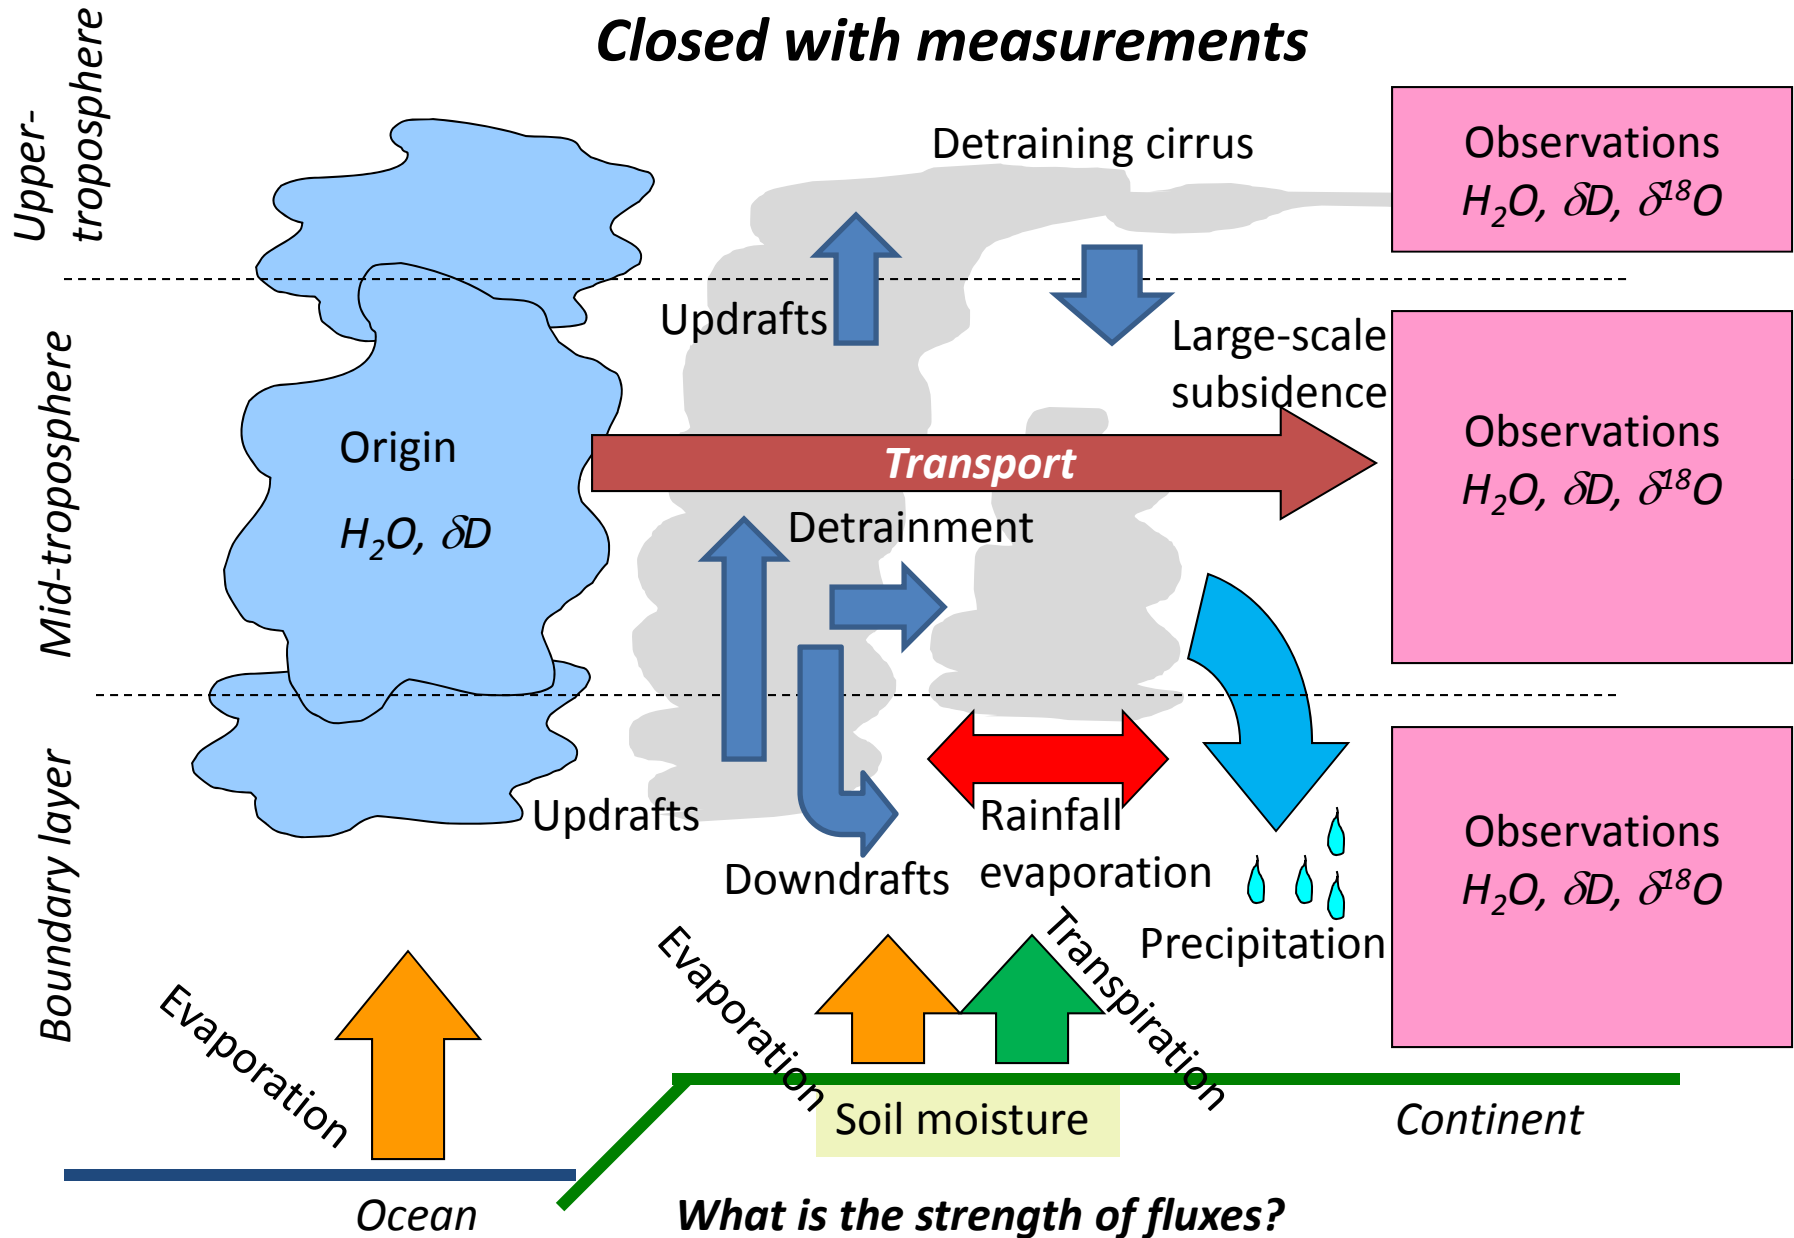 Closed with measurements
Upper-
troposphere
Detraining cirrus
Observations
H₂O, δD, δ¹⁸O
Updrafts
Large-scale
subsidence
Mid-troposphere
Origin
H₂O, δD
Transport
Observations
H₂O, δD, δ¹⁸O
Detrainment
Boundary layer
Updrafts
Downdrafts
Rainfall
evaporation
Precipitation
Observations
H₂O, δD, δ¹⁸O
Evaporation
Evaporation
Transpiration
Soil moisture
Continent
Ocean
What is the strength of fluxes?